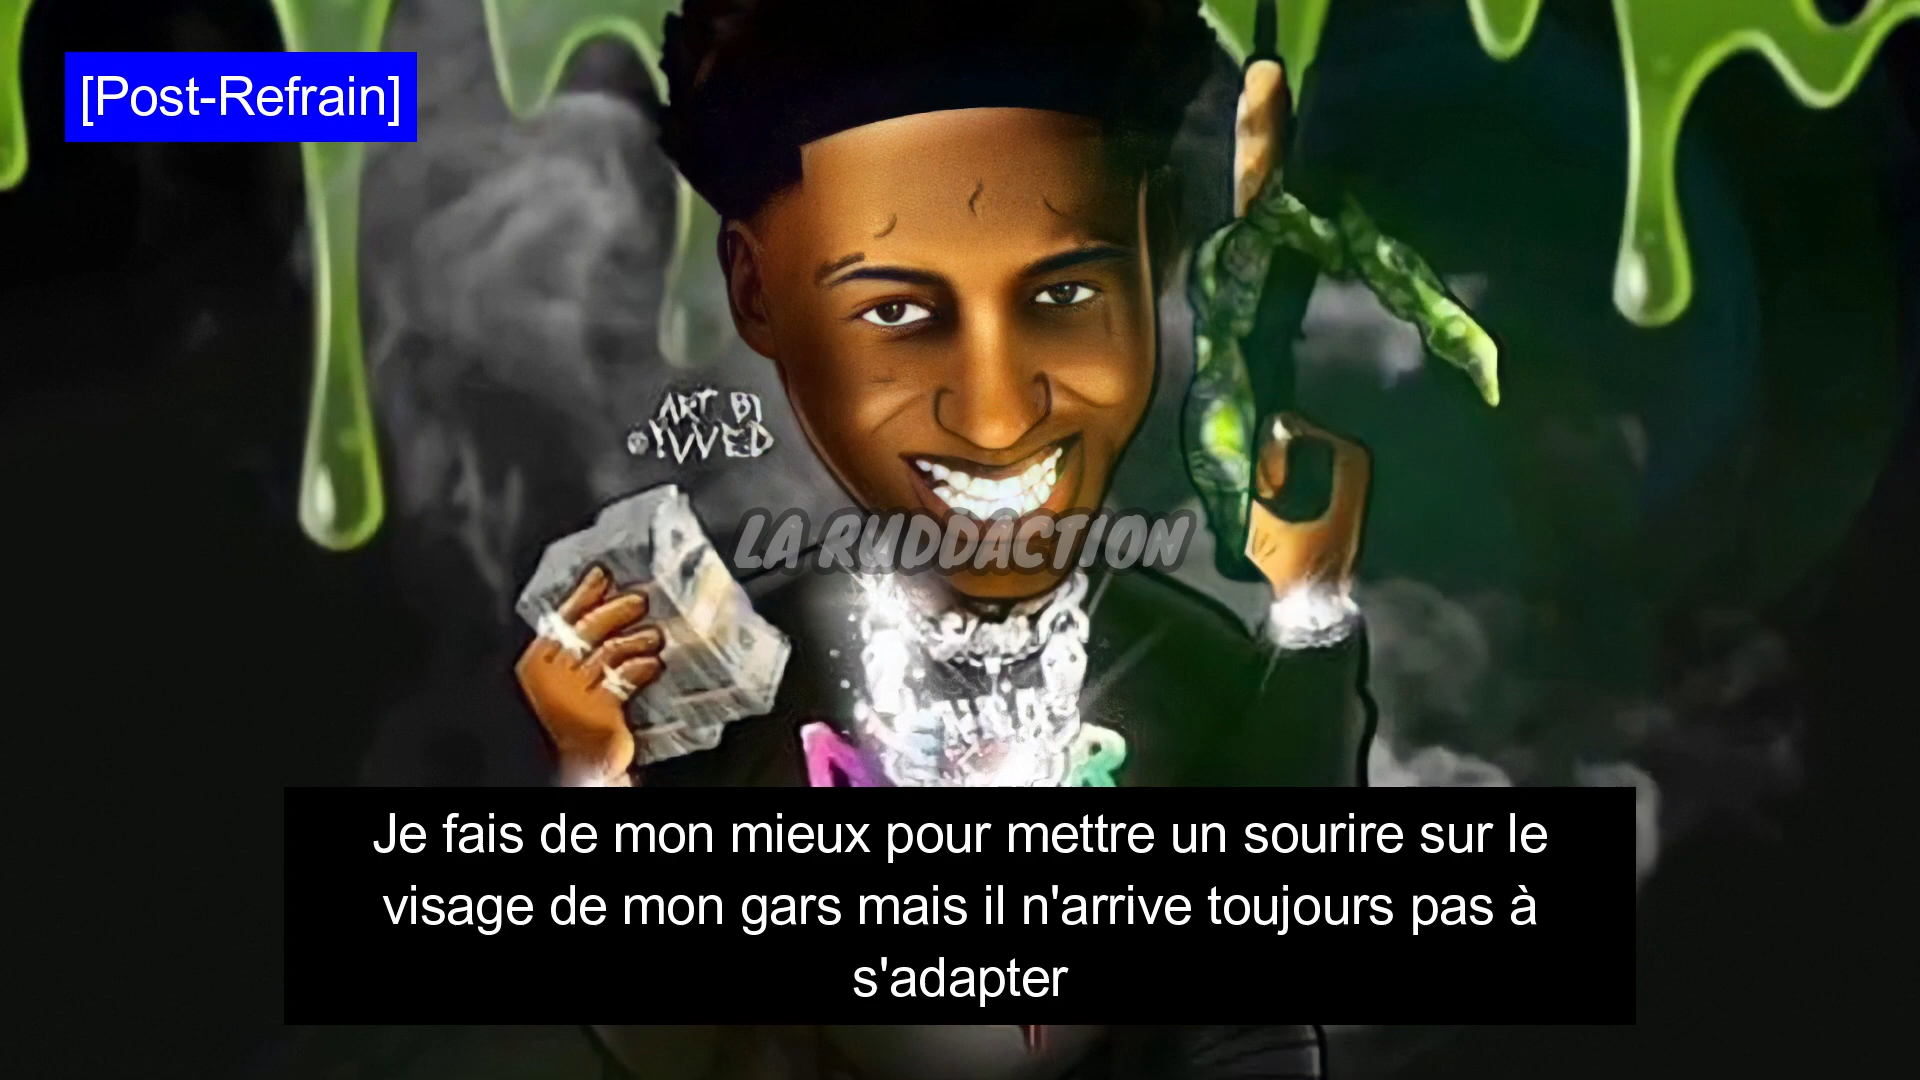 [Post-Refrain]
ART BY
@YVVED
LA RUDDACTION
Je fais de mon mieux pour mettre un sourire sur le
visage de mon gars mais il n'arrive toujours pas à
s'adapter